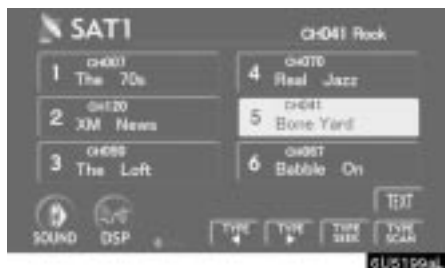 SAT1
CH041 Rock
CH007
1 The 70s
CH070
4 Real Jazz
CH120
2 XM News
CH041
5 Bone Yard
CH050
3 The Loft
CH067
6 Babble On
TEXT
SOUND
DSP
TYPE
TYPE
TYPE SEEK
TYPE SCAN
6U5199aL